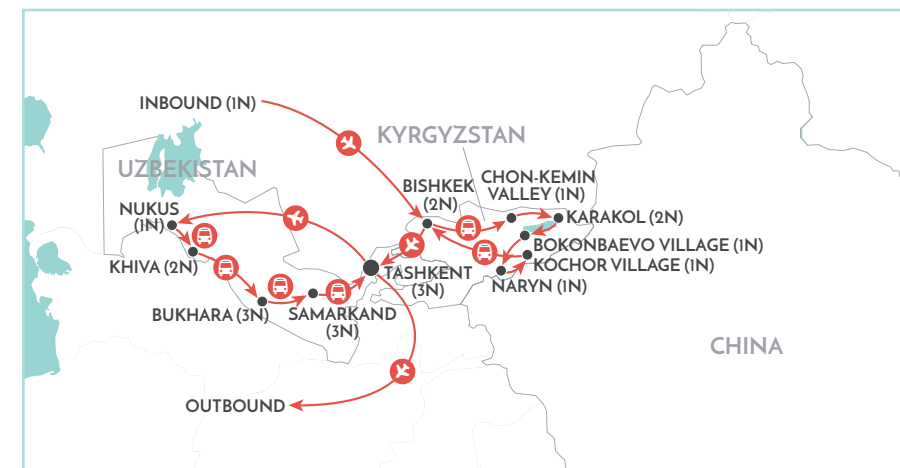 INBOUND (1N)
KYRGYZSTAN
UZBEKISTAN
BISHKEK
(2N)
CHON-KEMIN
VALLEY (1N)
NUKUS
(1N)
KARAKOL (2N)
BOKONBAEVO VILLAGE (1N)
KOCHOR VILLAGE (1N)
KHIVA (2N)
TASHKENT
(3N)
NARYN (1N)
BUKHARA (3N)
SAMARKAND
(3N)
CHINA
OUTBOUND